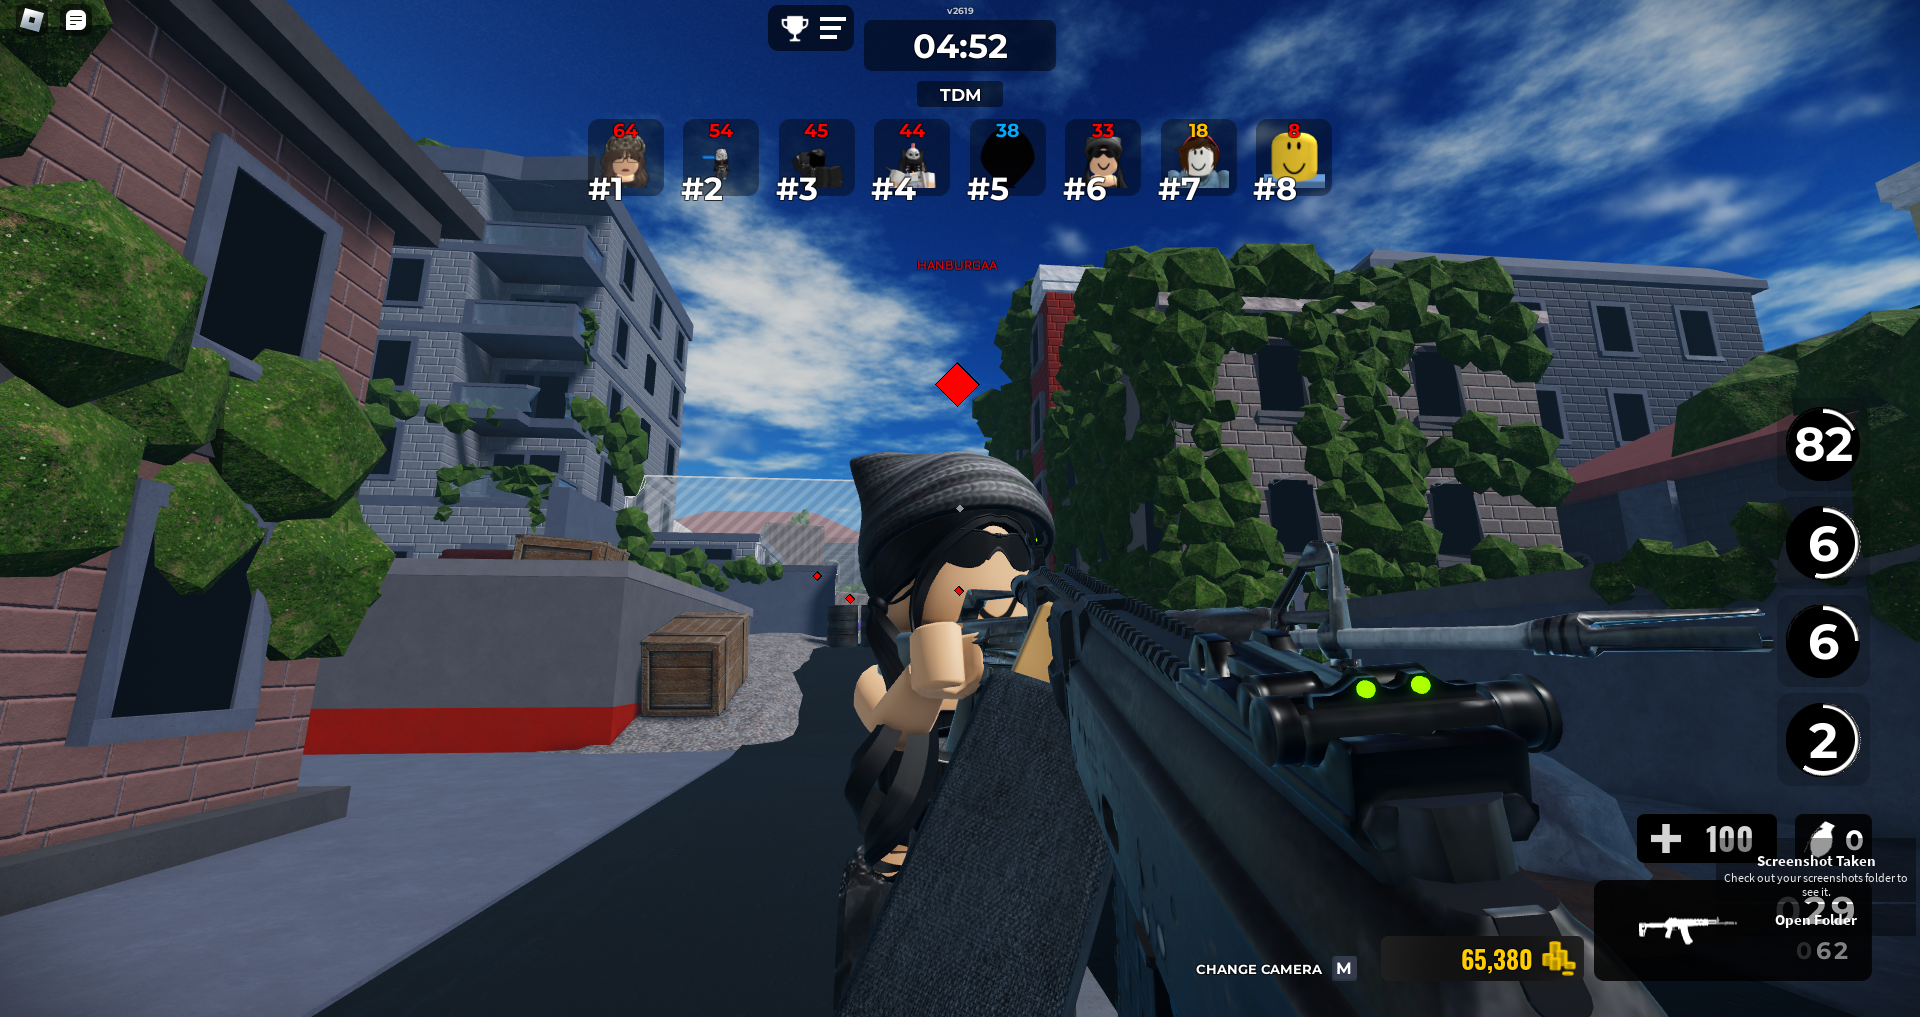 v2619
04:52
TDM
64 54 45 44 38 33 18 8
#1 #2 #3 #4 #5 #6 #7 #8
HANBURGAA
82
6
6
2
100 0
Screenshot Taken
Check out your screenshots folder to
see it.
029
Open Folder
062
65,380
CHANGE CAMERA M